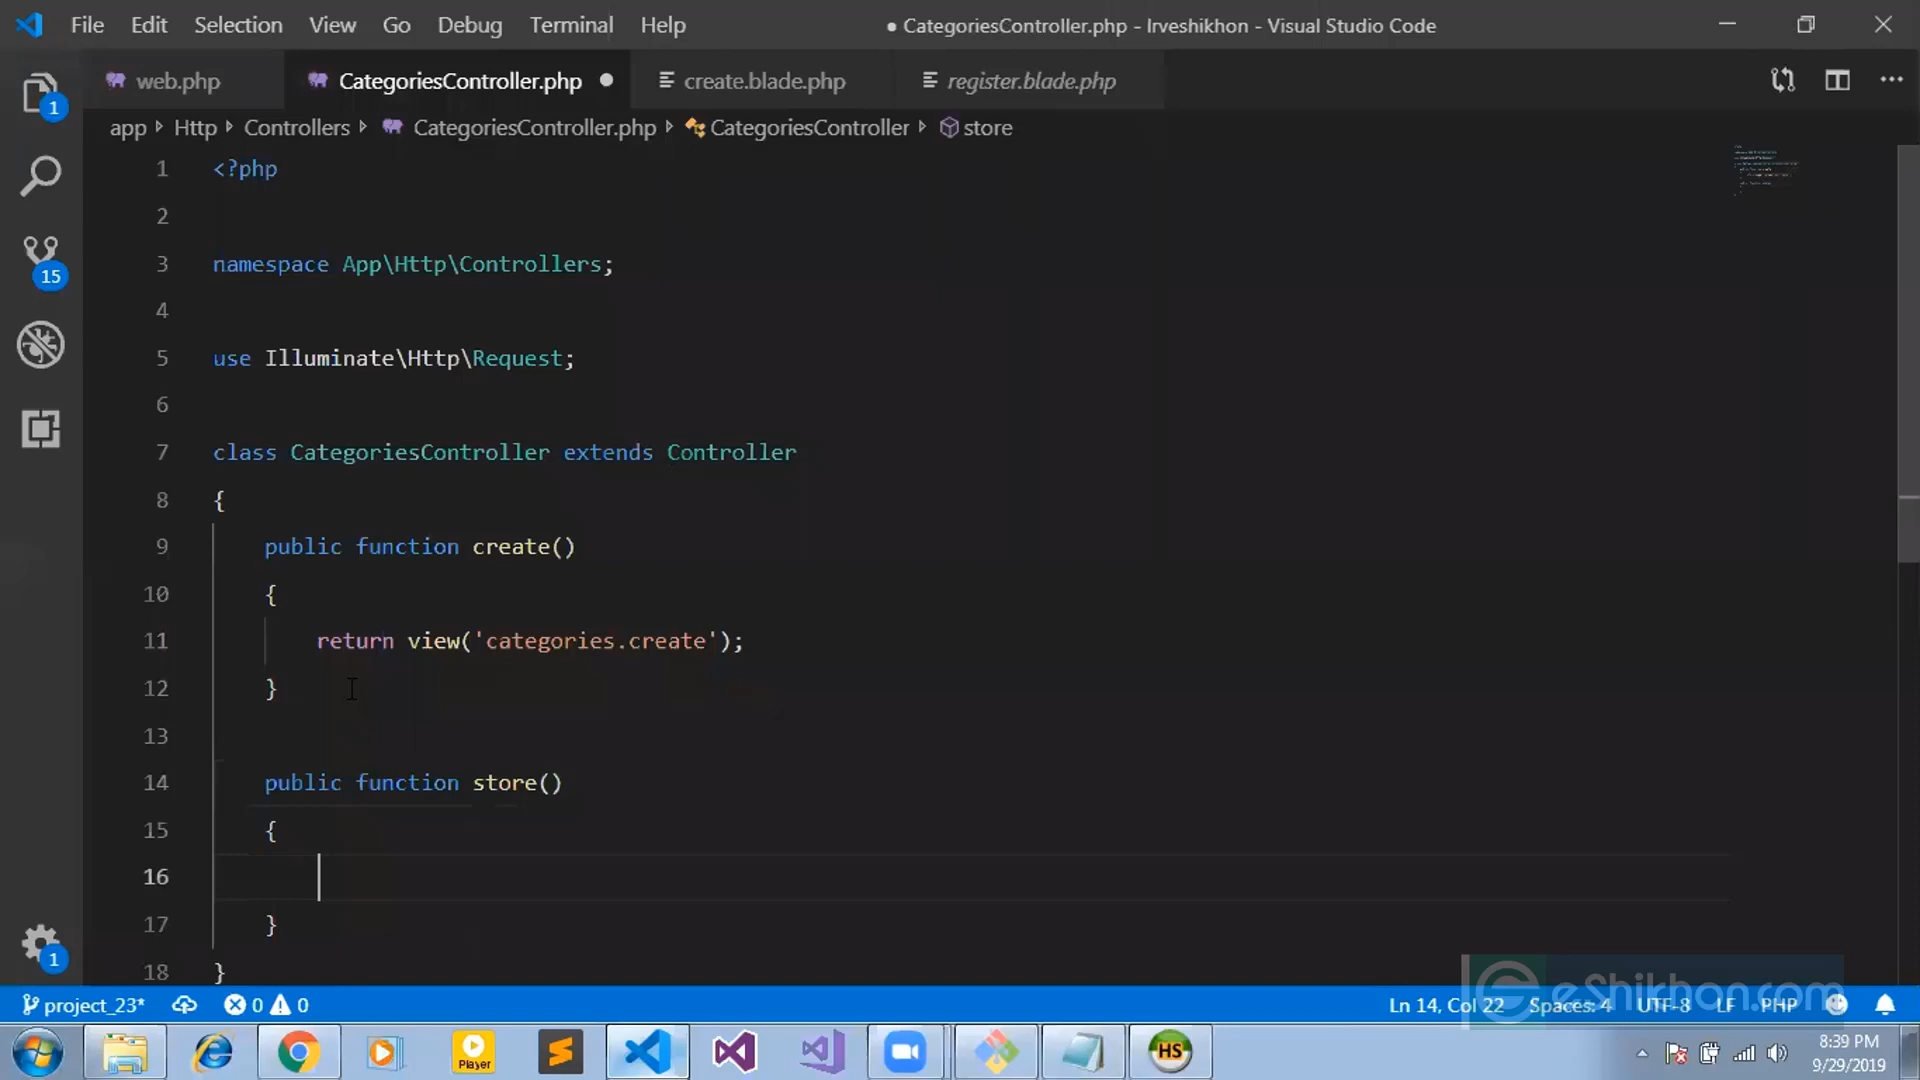 File Edit Selection View Go Debug Terminal Help
● CategoriesController.php - lrveshikhon - Visual Studio Code
web.php CategoriesController.php create.blade.php register.blade.php
app Http Controllers CategoriesController.php CategoriesController store
1 <?php
2
3 namespace App\Http\Controllers;
4
5 use Illuminate\Http\Request;
6
7 class CategoriesController extends Controller
8 {
9 public function create()
10 {
11 return view('categories.create');
12 }
13
14 public function store()
15 {
16
17 }
18 }
1
15
1
eShikhon.com
project_23* 0 0 Ln 14, Col 22 Spaces: 4 UTF-8 LF PHP
Player
HS
8:39 PM
9/29/2019